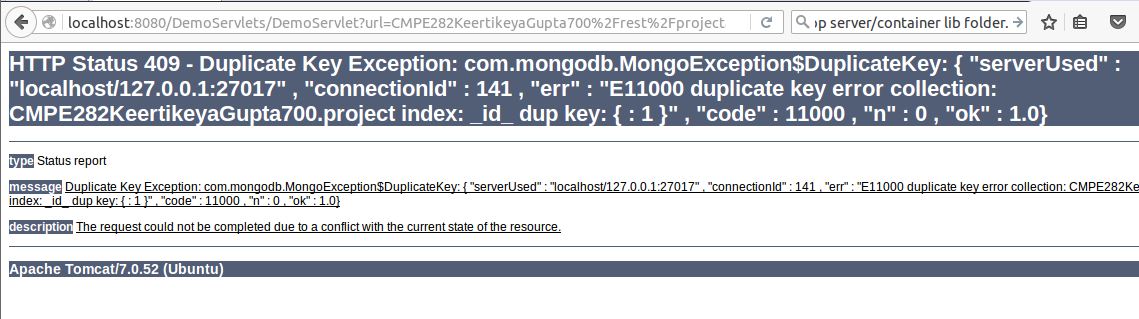 localhost:8080/DemoServlets/DemoServlet?url=CMPE282KeertikeyaGupta700%2Frest%2Fproject
op server/container lib folder.
HTTP Status 409 - Duplicate Key Exception: com.mongodb.MongoException$DuplicateKey: { "serverUsed" :
"localhost/127.0.0.1:27017" , "connectionId" : 141 , "err" : "E11000 duplicate key error collection:
CMPE282KeertikeyaGupta700.project index: _id_ dup key: { : 1 }" , "code" : 11000 , "n" : 0 , "ok" : 1.0}
type Status report
message Duplicate Key Exception: com.mongodb.MongoException$DuplicateKey: { "serverUsed" : "localhost/127.0.0.1:27017" , "connectionId" : 141 , "err" : "E11000 duplicate key error collection: CMPE282Ke
index: _id_ dup key: { : 1 }" , "code" : 11000 , "n" : 0 , "ok" : 1.0}
description The request could not be completed due to a conflict with the current state of the resource.
Apache Tomcat/7.0.52 (Ubuntu)